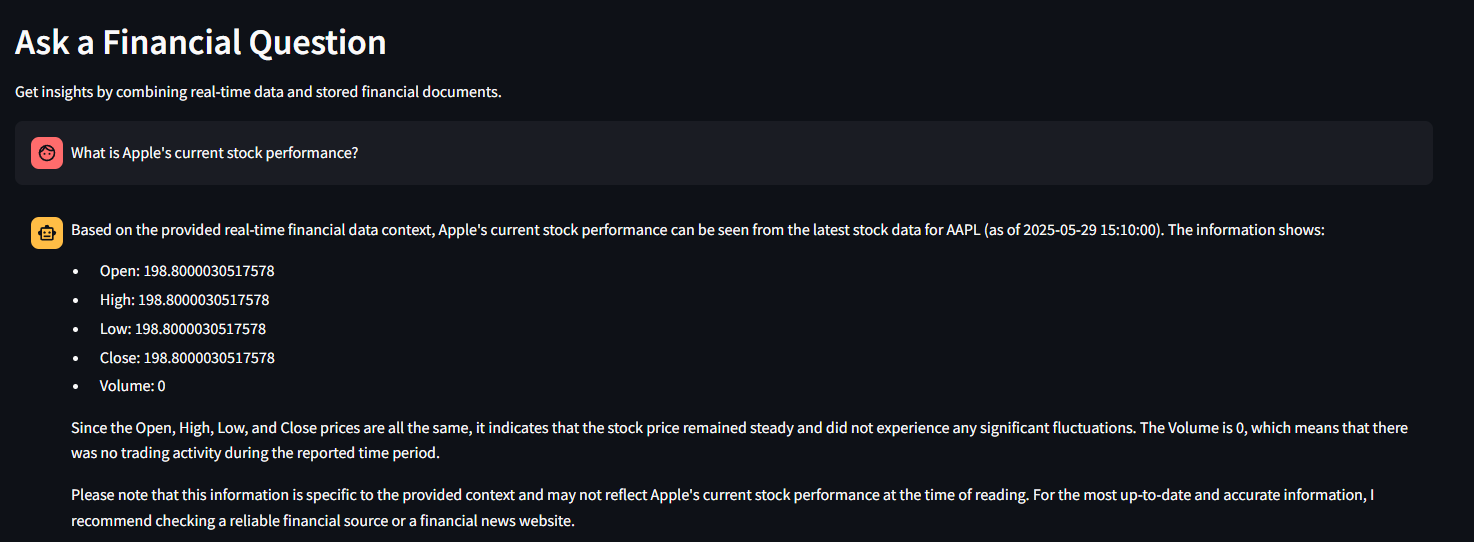 Ask a Financial Question
Get insights by combining real-time data and stored financial documents.
What is Apple's current stock performance?
Based on the provided real-time financial data context, Apple's current stock performance can be seen from the latest stock data for AAPL (as of 2025-05-29 15:10:00). The information shows:
• Open: 198.8000030517578
• High: 198.8000030517578
• Low: 198.8000030517578
• Close: 198.8000030517578
• Volume: 0
Since the Open, High, Low, and Close prices are all the same, it indicates that the stock price remained steady and did not experience any significant fluctuations. The Volume is 0, which means that there
was no trading activity during the reported time period.
Please note that this information is specific to the provided context and may not reflect Apple's current stock performance at the time of reading. For the most up-to-date and accurate information, I
recommend checking a reliable financial source or a financial news website.